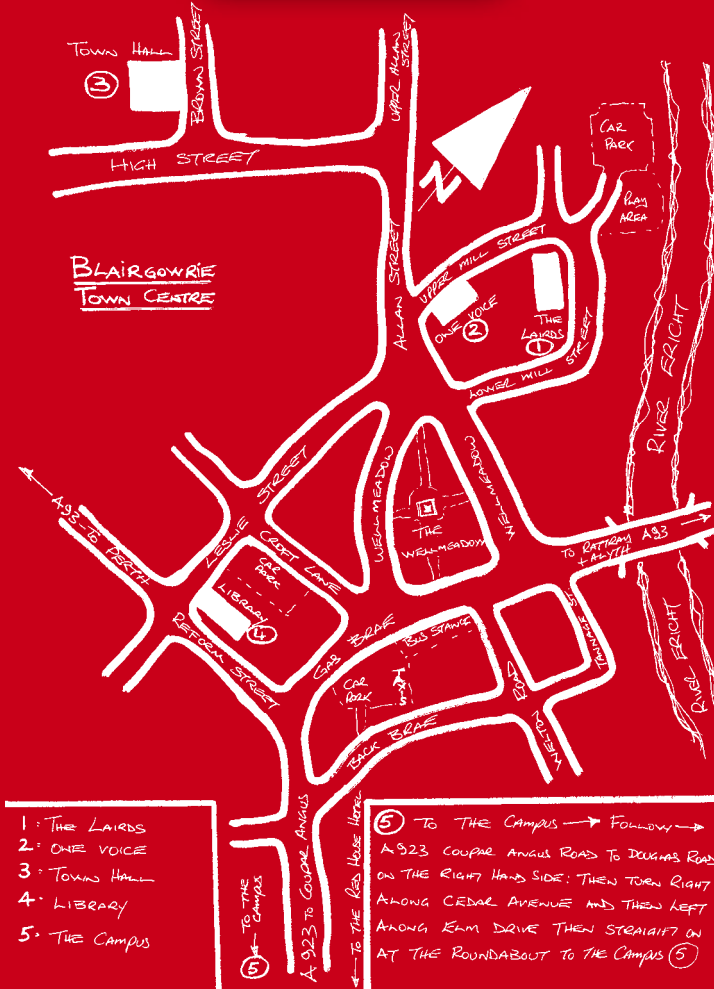 TOWN HALL
3
BROWN STREET
UPPER ALLAN STREET
HIGH STREET
N
CAR
PARK
PLAY
AREA
BLAIRGOWRIE
TOWN CENTRE
ALLAN STREET
UPPER MILL STREET
ONE VOICE
2
THE
LAIRDS
1
LOWER MILL STREET
RIVER ERICHT
A93 TO PERTH
LESLIE STREET
WELLMEADOW
WELLMEADOW
THE
WELLMEADOW
TO RATTRAY A93
+ ALYTH
CROFT LANE
CAR
PARK
LIBRARY
4
REFORM STREET
GAS BRAE
BUS STANCE
TAXIS
CAR
PARK
BACK BRAE
WELTON ROAD
TANNAGE ST
RIVER ERICHT
1: THE LAIRDS
2: ONE VOICE
3: TOWN HALL
4. LIBRARY
5. THE CAMPUS
TO THE
CAMPUS
5
A923 TO COUPAR ANGUS
TO THE RED HOUSE HOTEL
5 TO THE CAMPUS → FOLLOW →
A923 COUPAR ANGUS ROAD TO DOUGLAS ROAD
ON THE RIGHT HAND SIDE: THEN TURN RIGHT
ALONG CEDAR AVENUE AND THEN LEFT
ALONG ELM DRIVE THEN STRAIGHT ON
AT THE ROUNDABOUT TO THE CAMPUS 5